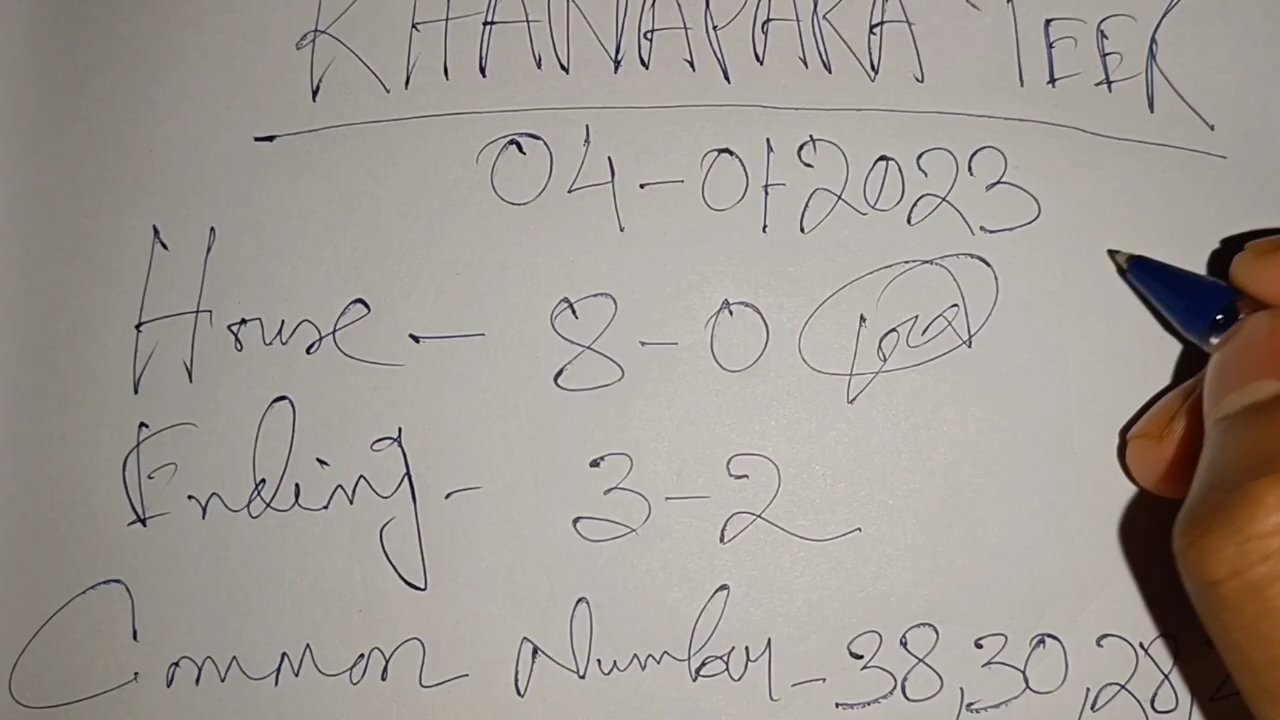 KHANAPARA TEER
04-01-2023
House - 8-0
Ending - 3-2
Common Number - 38, 30, 28,